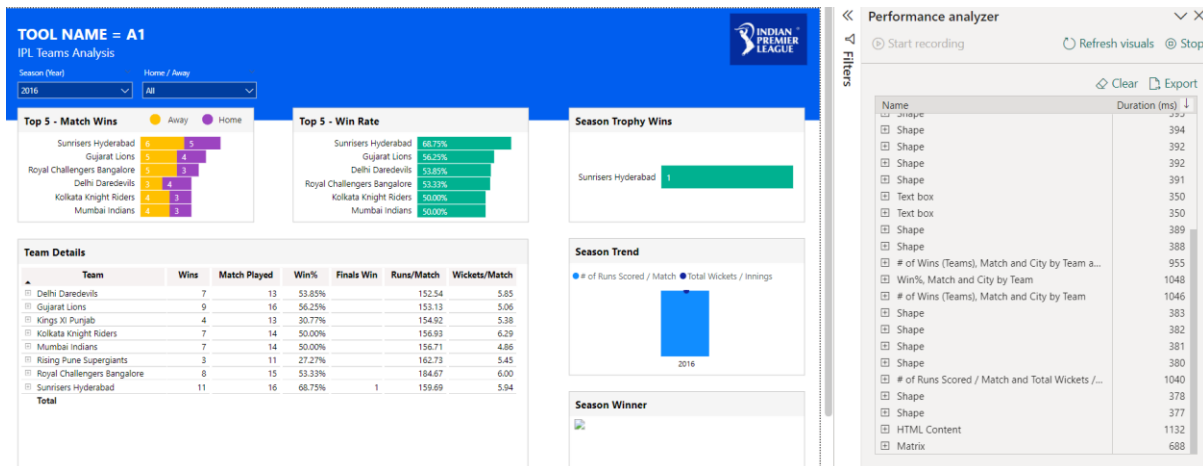 TOOL NAME = A1
IPL Teams Analysis
INDIAN
PREMIER
LEAGUE
Season (Year)
Home / Away
2016
All
Top 5 - Match Wins
Away
Home
Sunrisers Hyderabad 6 5
Gujarat Lions 5 4
Royal Challengers Bangalore 5 3
Delhi Daredevils 3 4
Kolkata Knight Riders 4 3
Mumbai Indians 4 3
Top 5 - Win Rate
Sunrisers Hyderabad 68.75%
Gujarat Lions 56.25%
Delhi Daredevils 53.85%
Royal Challengers Bangalore 53.33%
Kolkata Knight Riders 50.00%
Mumbai Indians 50.00%
Season Trophy Wins
Sunrisers Hyderabad 1
Team Details
Team Wins Match Played Win% Finals Win Runs/Match Wickets/Match
Delhi Daredevils 7 13 53.85% 152.54 5.85
Gujarat Lions 9 16 56.25% 153.13 5.06
Kings XI Punjab 4 13 30.77% 154.92 5.38
Kolkata Knight Riders 7 14 50.00% 156.93 6.29
Mumbai Indians 7 14 50.00% 156.71 4.86
Rising Pune Supergiants 3 11 27.27% 162.73 5.45
Royal Challengers Bangalore 8 15 53.33% 184.67 6.00
Sunrisers Hyderabad 11 16 68.75% 1 159.69 5.94
Total
Season Trend
# of Runs Scored / Match Total Wickets / Innings
2016
Season Winner
Filters
Performance analyzer
Start recording
Refresh visuals
Stop
Clear
Export
Name Duration (ms)
Shape 393
Shape 394
Shape 392
Shape 392
Shape 391
Text box 350
Text box 350
Shape 389
Shape 388
# of Wins (Teams), Match and City by Team a... 955
Win%, Match and City by Team 1048
# of Wins (Teams), Match and City by Team 1046
Shape 383
Shape 382
Shape 381
Shape 380
# of Runs Scored / Match and Total Wickets /... 1040
Shape 378
Shape 377
HTML Content 1132
Matrix 688